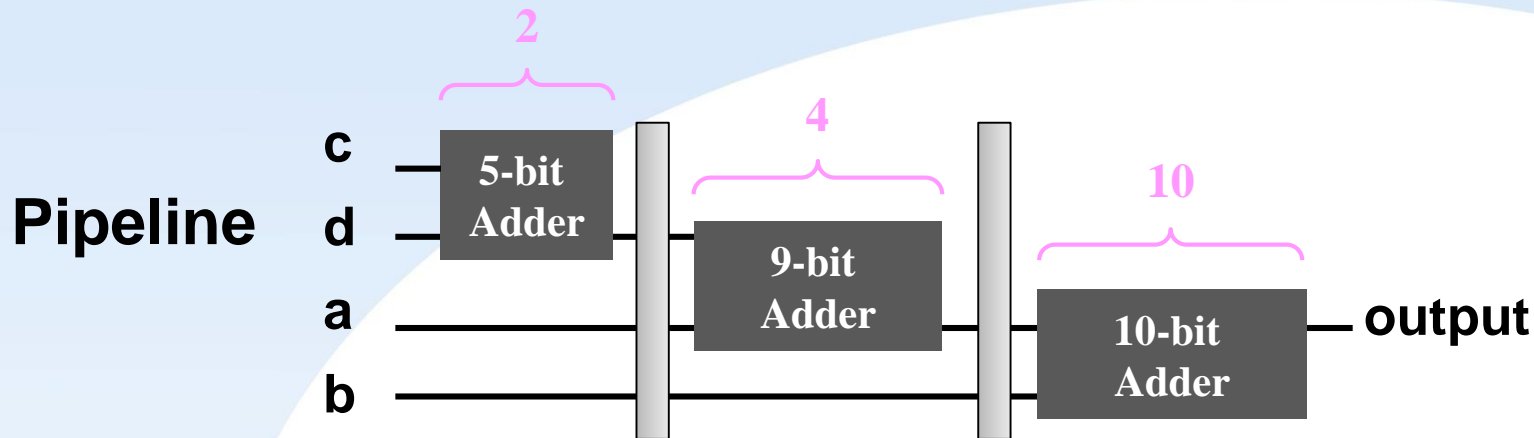 2
4
10
c
5-bit
Adder
Pipeline
d
9-bit
Adder
a
10-bit
Adder
output
b